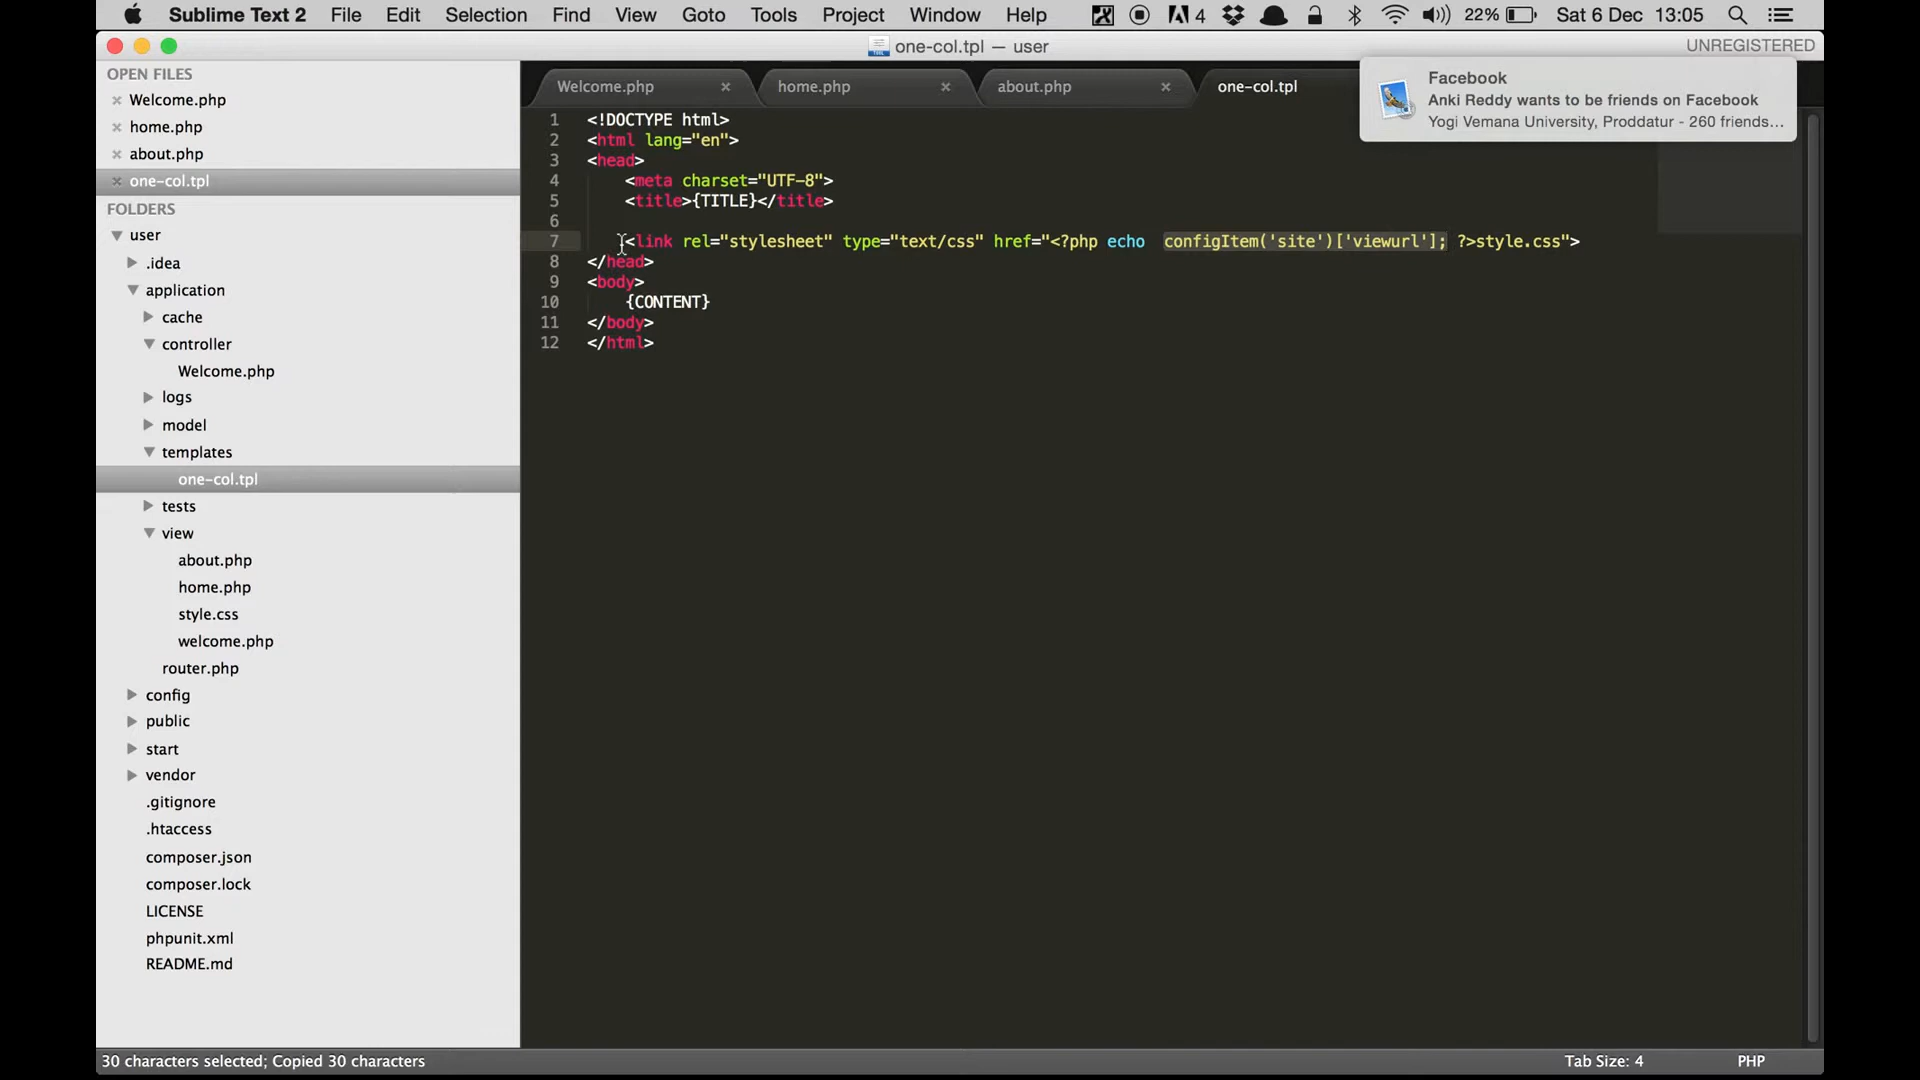 Sublime Text 2 File Edit Selection Find View Goto Tools Project Window Help 4 22% Sat 6 Dec 13:05
one-col.tpl — user UNREGISTERED
OPEN FILES
Welcome.php
home.php
about.php
one-col.tpl
FOLDERS
user
.idea
application
cache
controller
Welcome.php
logs
model
templates
one-col.tpl
tests
view
about.php
home.php
style.css
welcome.php
router.php
config
public
start
vendor
.gitignore
.htaccess
composer.json
composer.lock
LICENSE
phpunit.xml
README.md
Welcome.php home.php about.php one-col.tpl
Facebook
Anki Reddy wants to be friends on Facebook
Yogi Vemana University, Proddatur - 260 friends...
1 <!DOCTYPE html>
2 <html lang="en">
3 <head>
4 <meta charset="UTF-8">
5 <title>{TITLE}</title>
6
7 <link rel="stylesheet" type="text/css" href="<?php echo configItem('site')['viewurl']; ?>style.css">
8 </head>
9 <body>
10 {CONTENT}
11 </body>
12 </html>
30 characters selected; Copied 30 characters Tab Size: 4 PHP